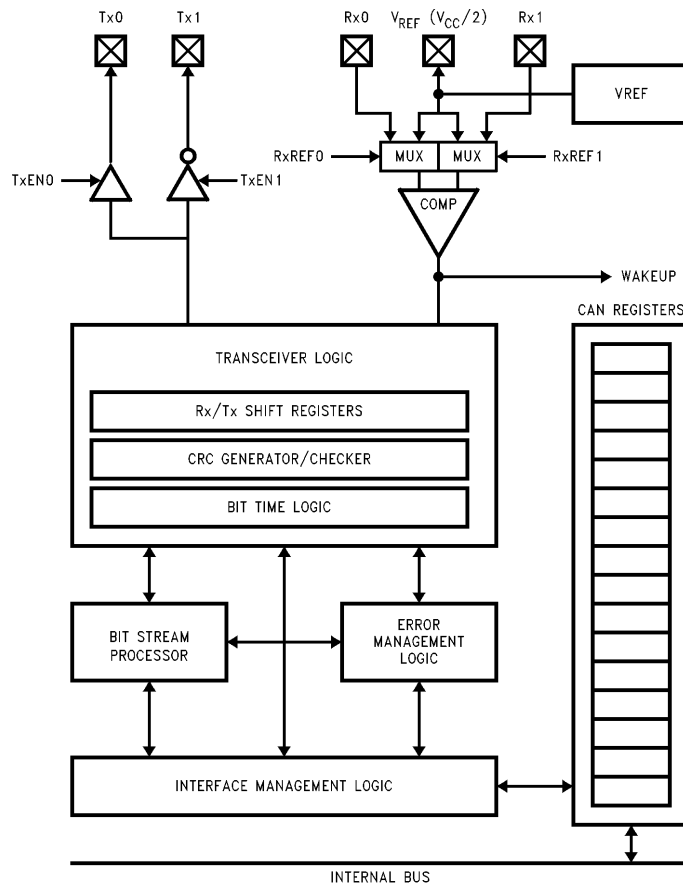 Tx0 Tx1 Rx0 VREF (VCC/2) Rx1
VREF
RxREF0 MUX MUX RxREF1
TxEN0 TxEN1
COMP
WAKEUP
CAN REGISTERS
TRANSCEIVER LOGIC
Rx/Tx SHIFT REGISTERS
CRC GENERATOR/CHECKER
BIT TIME LOGIC
BIT STREAM
PROCESSOR
ERROR
MANAGEMENT
LOGIC
INTERFACE MANAGEMENT LOGIC
INTERNAL BUS